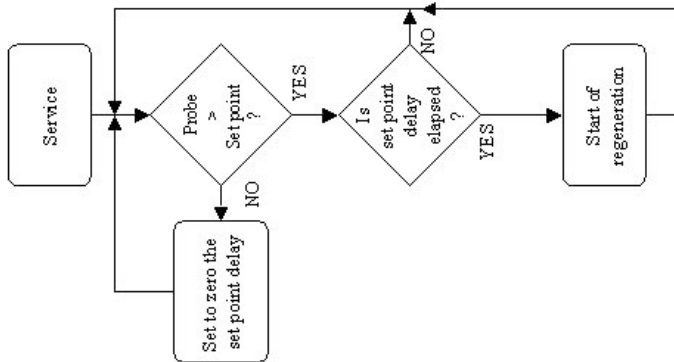 Service
Probe
>
Set point
?
YES
NO
Set to zero the
set point delay
Is
set point
delay
elapsed
?
NO
YES
Start of
regeneration